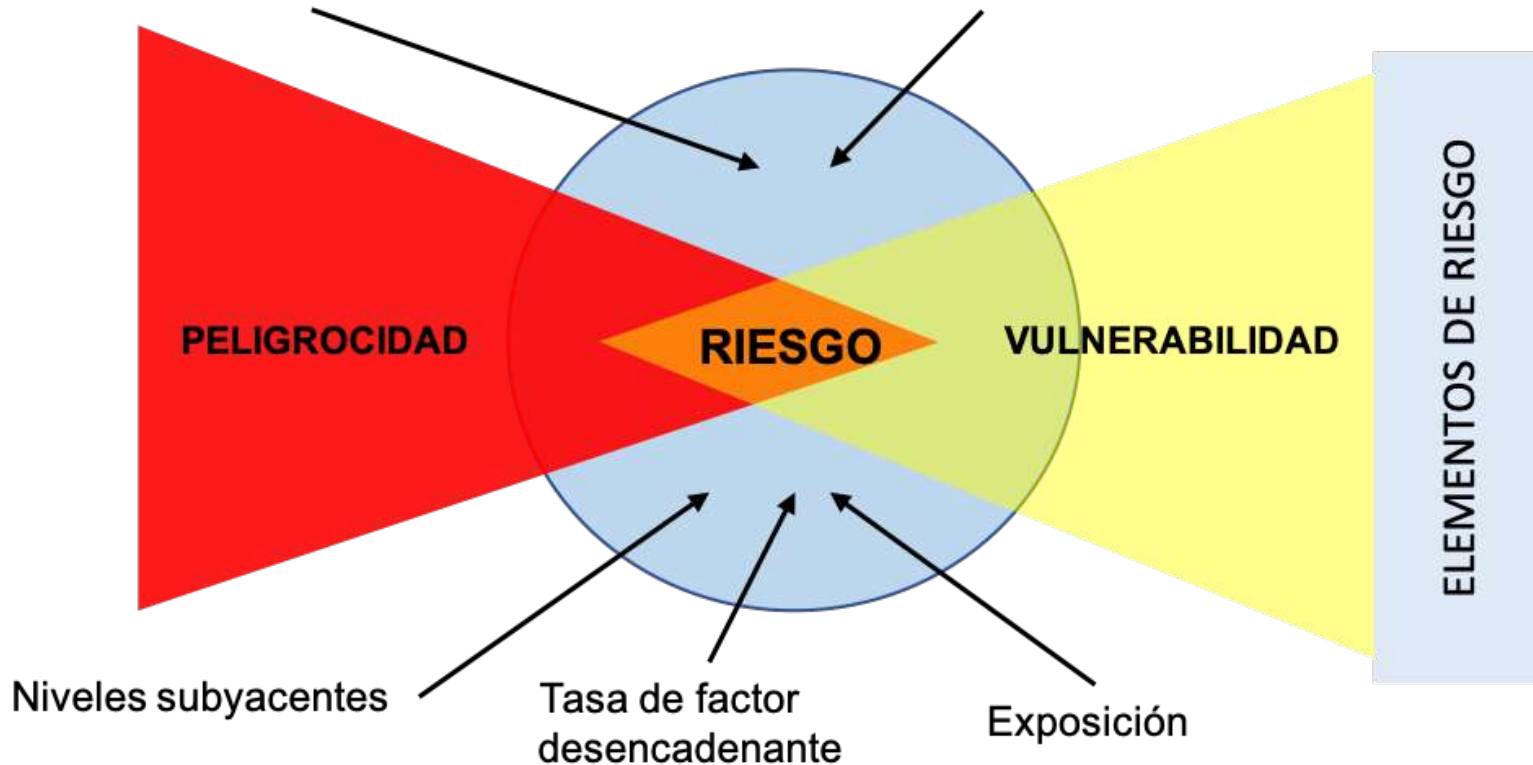 PELIGROCIDAD
RIESGO
VULNERABILIDAD
ELEMENTOS DE RIESGO
Niveles subyacentes
Tasa de factor
desencadenante
Exposición